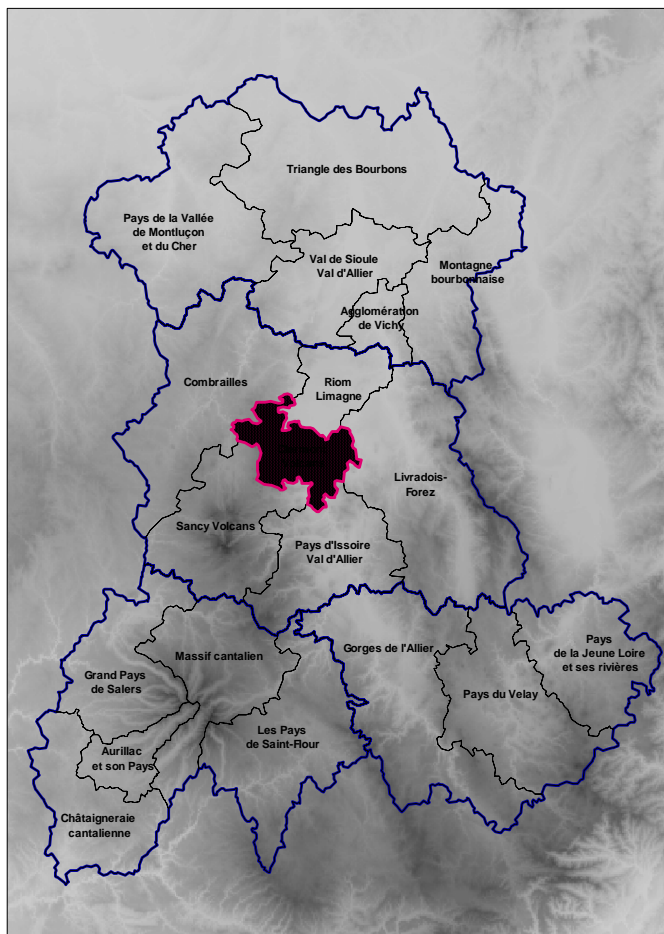 Triangle des Bourbons
Pays de la Vallée
de Montluçon
et du Cher
Val de Sioule
Val d'Allier
Montagne
bourbonnaise
Agglomération
de Vichy
Combrailles
Riom
Limagne
Livradois-
Forez
Sancy Volcans
Pays d'Issoire
Val d'Allier
Massif cantalien
Gorges de l'Allier
Pays
de la Jeune Loire
et ses rivières
Grand Pays
de Salers
Pays du Velay
Les Pays
de Saint-Flour
Aurillac
et son Pays
Châtaigneraie
cantalienne